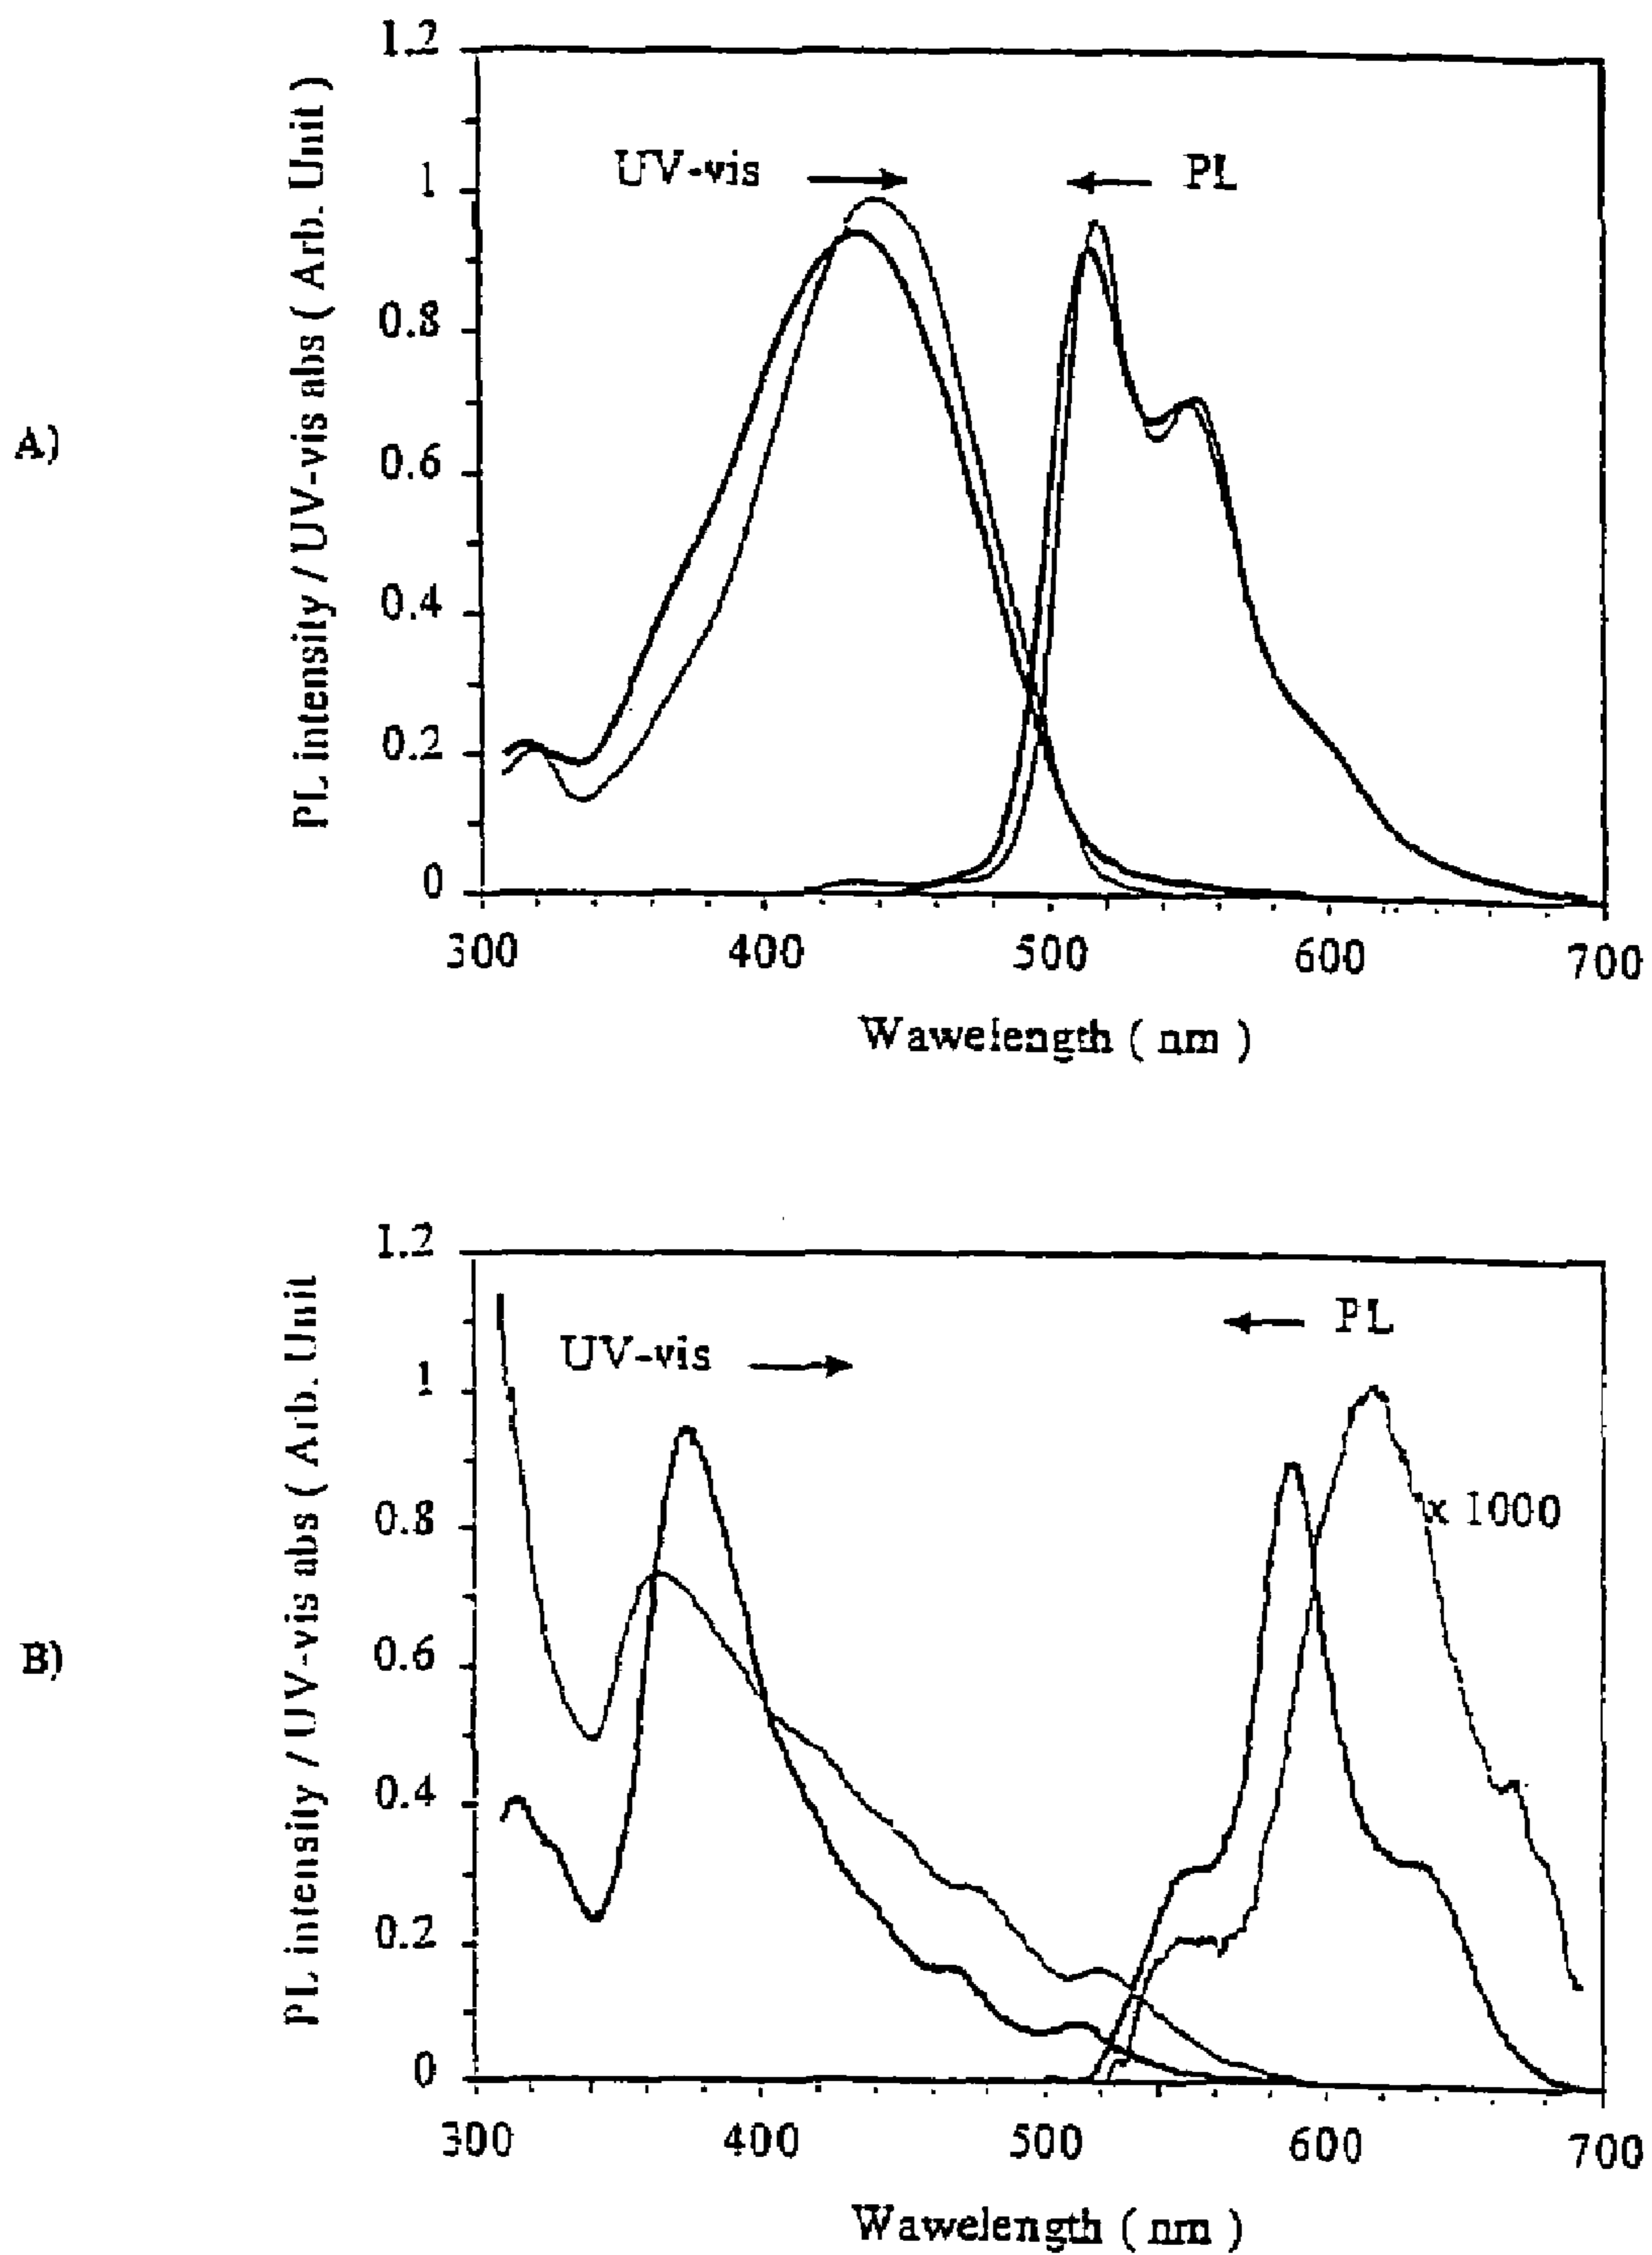 A)
PL intensity / UV-vis abs ( Arb. Unit )
1.2
1
0.8
0.6
0.4
0.2
0
UV-vis
PL
300 400 500 600 700
Wawelength ( nm )
B)
PL intensity / UV-vis abs ( Arb. Unit
1.2
1
0.8
0.6
0.4
0.2
0
UV-vis
PL
x 1000
300 400 500 600 700
Wawelength ( nm )